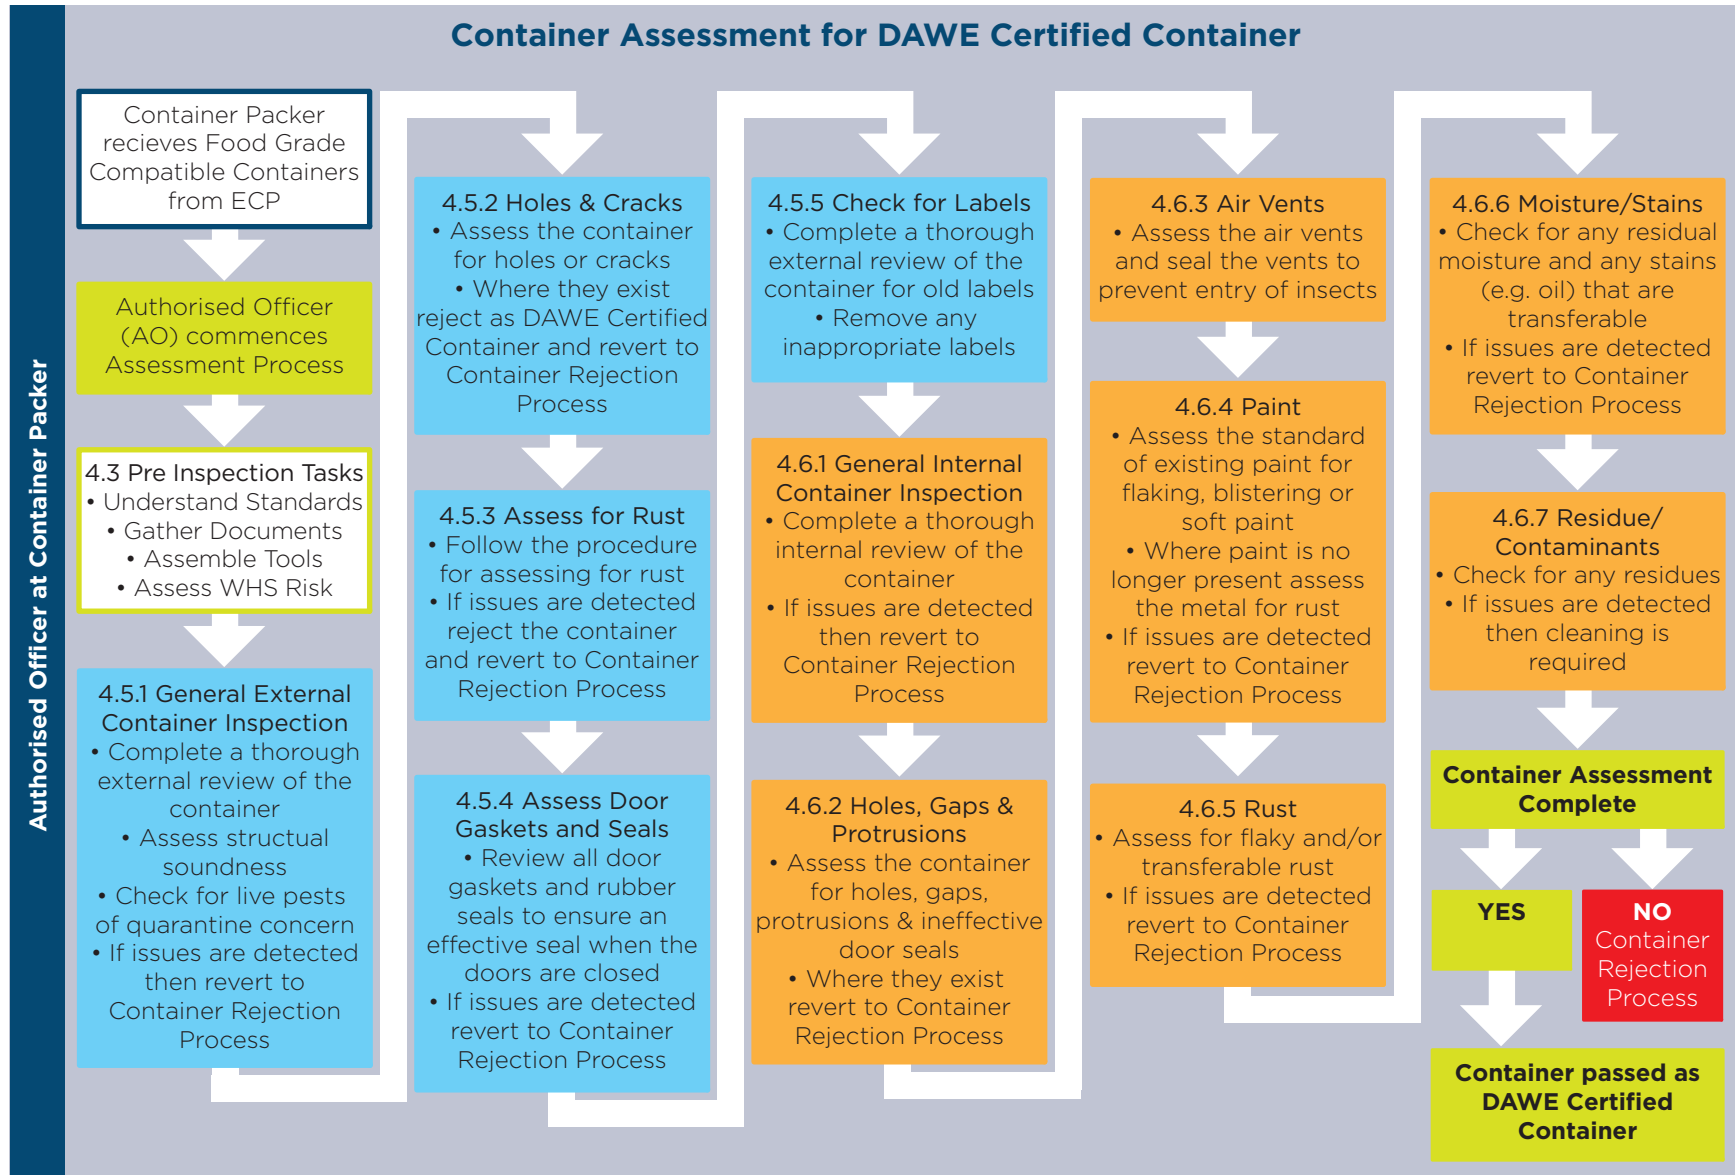 Container Assessment for DAWE Certified Container
Authorised Officer at Container Packer
Container Packer
recieves Food Grade
Compatible Containers
from ECP
Authorised Officer
(AO) commences
Assessment Process
4.3 Pre Inspection Tasks
• Understand Standards
• Gather Documents
• Assemble Tools
• Assess WHS Risk
4.5.1 General External
Container Inspection
• Complete a thorough
external review of the
container
• Assess structual
soundness
• Check for live pests
of quarantine concern
• If issues are detected
then revert to
Container Rejection
Process
4.5.2 Holes & Cracks
• Assess the container
for holes or cracks
• Where they exist
reject as DAWE Certified
Container and revert to
Container Rejection
Process
4.5.3 Assess for Rust
• Follow the procedure
for assessing for rust
• If issues are detected
reject the container
and revert to Container
Rejection Process
4.5.4 Assess Door
Gaskets and Seals
• Review all door
gaskets and rubber
seals to ensure an
effective seal when the
doors are closed
• If issues are detected
revert to Container
Rejection Process
4.5.5 Check for Labels
• Complete a thorough
external review of the
container for old labels
• Remove any
inappropriate labels
4.6.1 General Internal
Container Inspection
• Complete a thorough
internal review of the
container
• If issues are detected
then revert to
Container Rejection
Process
4.6.2 Holes, Gaps &
Protrusions
• Assess the container
for holes, gaps,
protrusions & ineffective
door seals
• Where they exist
revert to Container
Rejection Process
4.6.3 Air Vents
• Assess the air vents
and seal the vents to
prevent entry of insects
4.6.4 Paint
• Assess the standard
of existing paint for
flaking, blistering or
soft paint
• Where paint is no
longer present assess
the metal for rust
• If issues are detected
revert to Container
Rejection Process
4.6.5 Rust
• Assess for flaky and/or
transferable rust
• If issues are detected
revert to Container
Rejection Process
4.6.6 Moisture/Stains
• Check for any residual
moisture and any stains
(e.g. oil) that are
transferable
• If issues are detected
revert to Container
Rejection Process
4.6.7 Residue/
Contaminants
• Check for any residues
• If issues are detected
then cleaning is
required
Container Assessment
Complete
YES
NO
Container
Rejection
Process
Container passed as
DAWE Certified
Container